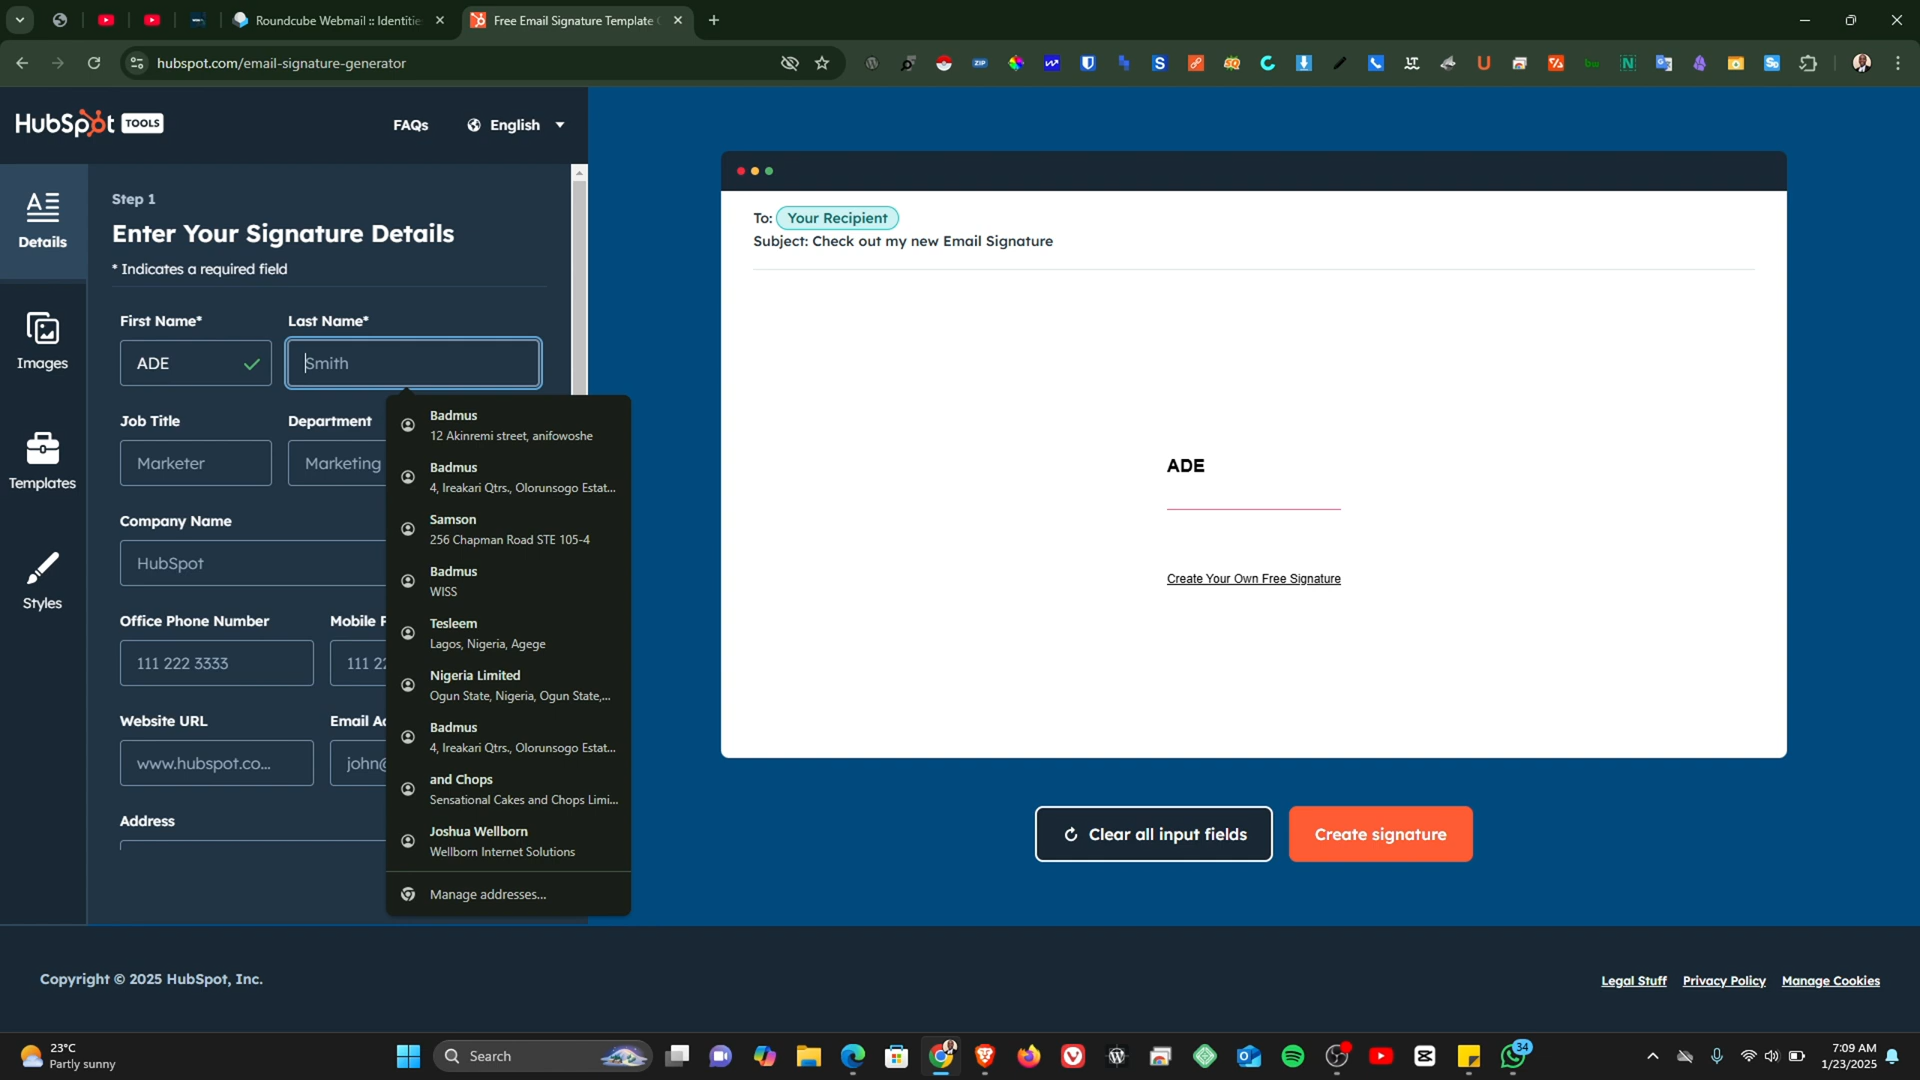 Roundcube Webmail :: Identitie
Free Email Signature Template
hubspot.com/email-signature-generator
HubSpot TOOLS
FAQs
English
Details
Images
Templates
Styles
Step 1
Enter Your Signature Details
* Indicates a required field
First Name*
Last Name*
ADE
Smith
Job Title
Department
Marketer
Marketing
Company Name
HubSpot
Office Phone Number
Mobile
111 222 3333
111 22
Website URL
Email Ad
www.hubspot.co...
john@
Address
Badmus
12 Akinremi street, anifowoshe
Badmus
4, Ireakari Qtrs., Olorunsogo Estat...
Samson
256 Chapman Road STE 105-4
Badmus
WISS
Tesleem
Lagos, Nigeria, Agege
Nigeria Limited
Ogun State, Nigeria, Ogun State,...
Badmus
4, Ireakari Qtrs., Olorunsogo Estat...
and Chops
Sensational Cakes and Chops Limi...
Joshua Wellborn
Wellborn Internet Solutions
Manage addresses...
To: Your Recipient
Subject: Check out my new Email Signature
ADE
Create Your Own Free Signature
Clear all input fields
Create signature
Copyright © 2025 HubSpot, Inc.
Legal Stuff Privacy Policy Manage Cookies
23°C
Partly sunny
Search
34
7:09 AM
1/23/2025